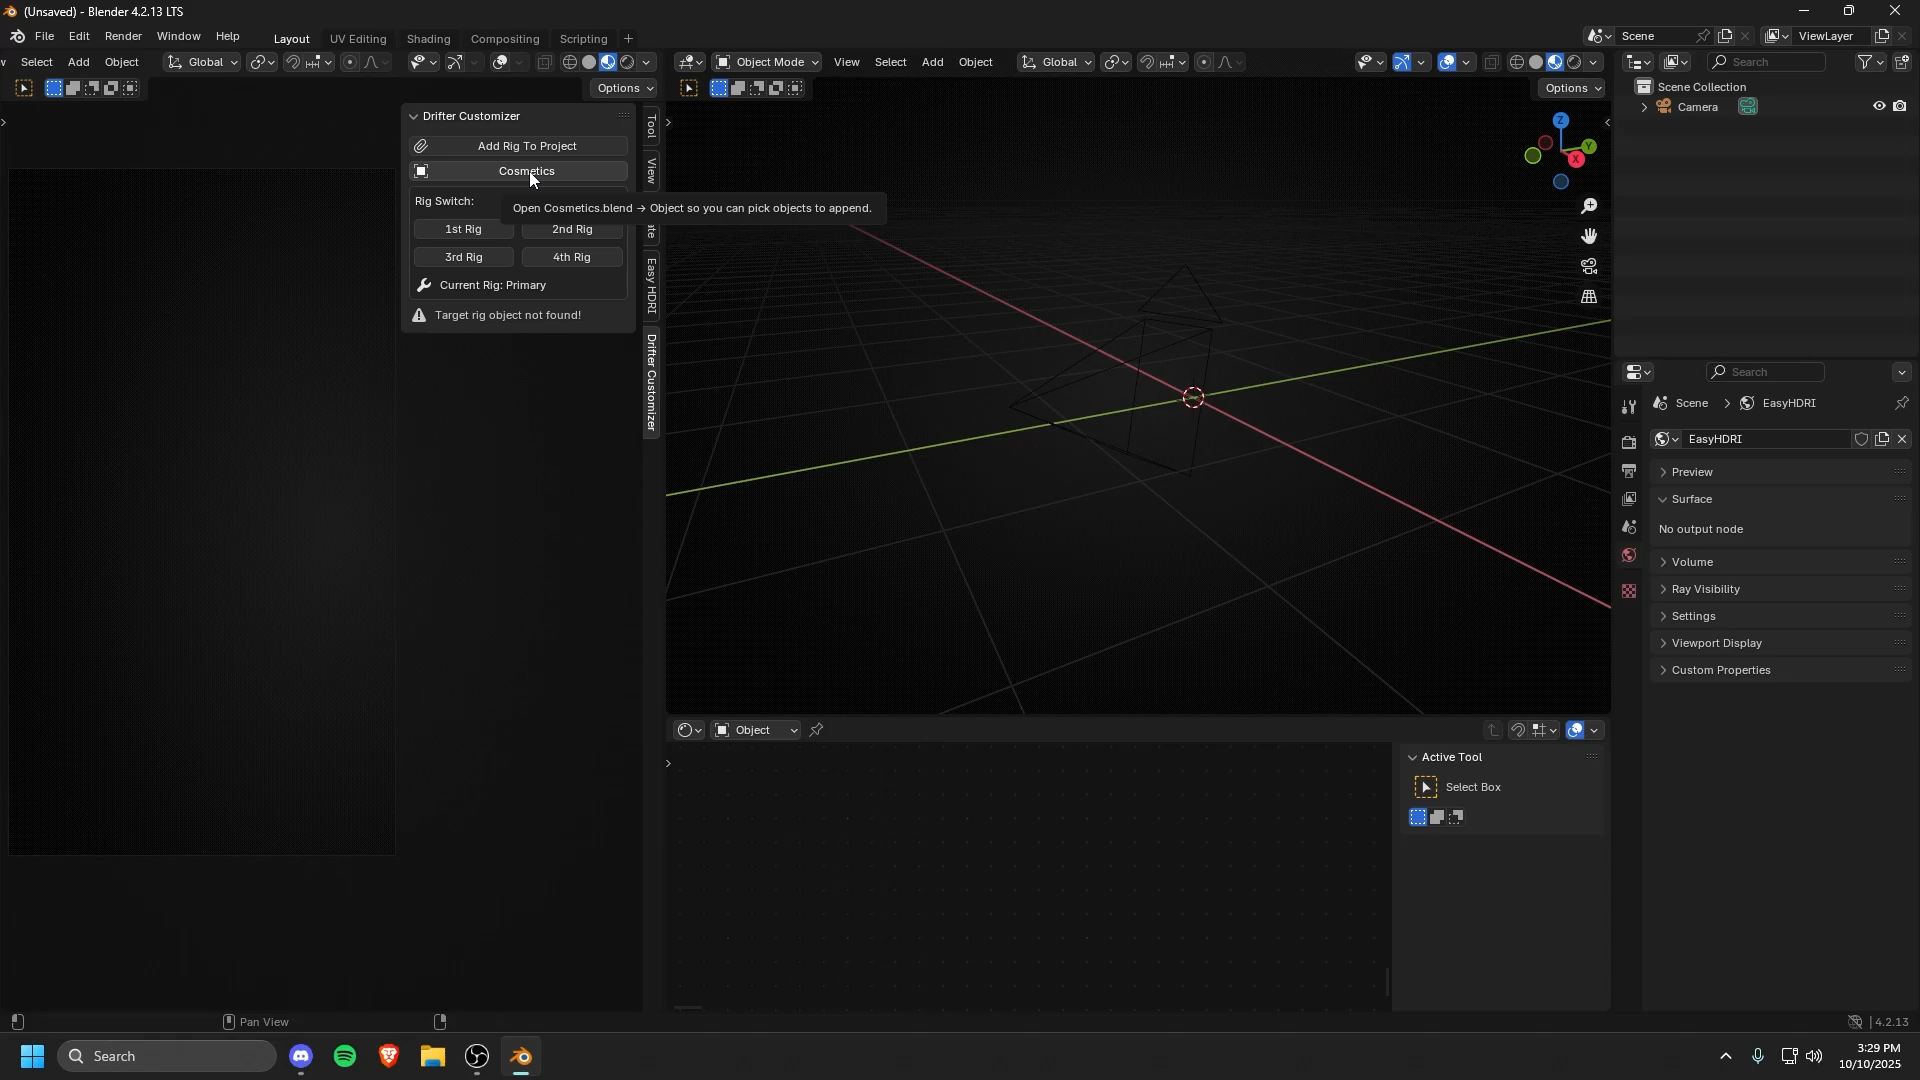 (Unsaved) - Blender 4.2.13 LTS
File Edit Render Window Help Layout UV Editing Shading Compositing Scripting + Scene ViewLayer
Select Add Object Global Object Mode View Select Add Object Global Search
Options Options Scene Collection
Drifter Customizer Camera
Add Rig To Project
Cosmetics
Rig Switch:
Open Cosmetics.blend → Object so you can pick objects to append.
1st Rig 2nd Rig
3rd Rig 4th Rig
Current Rig: Primary
Target rig object not found!
Tool
View
Easy HDRI
Drifter Customizer
Z
Y
X
Search
Scene > EasyHDRI
EasyHDRI
Preview
Surface
No output node
Volume
Ray Visibility
Settings
Viewport Display
Custom Properties
Object
Active Tool
Select Box
Pan View 4.2.13
Search 3:29 PM
10/10/2025